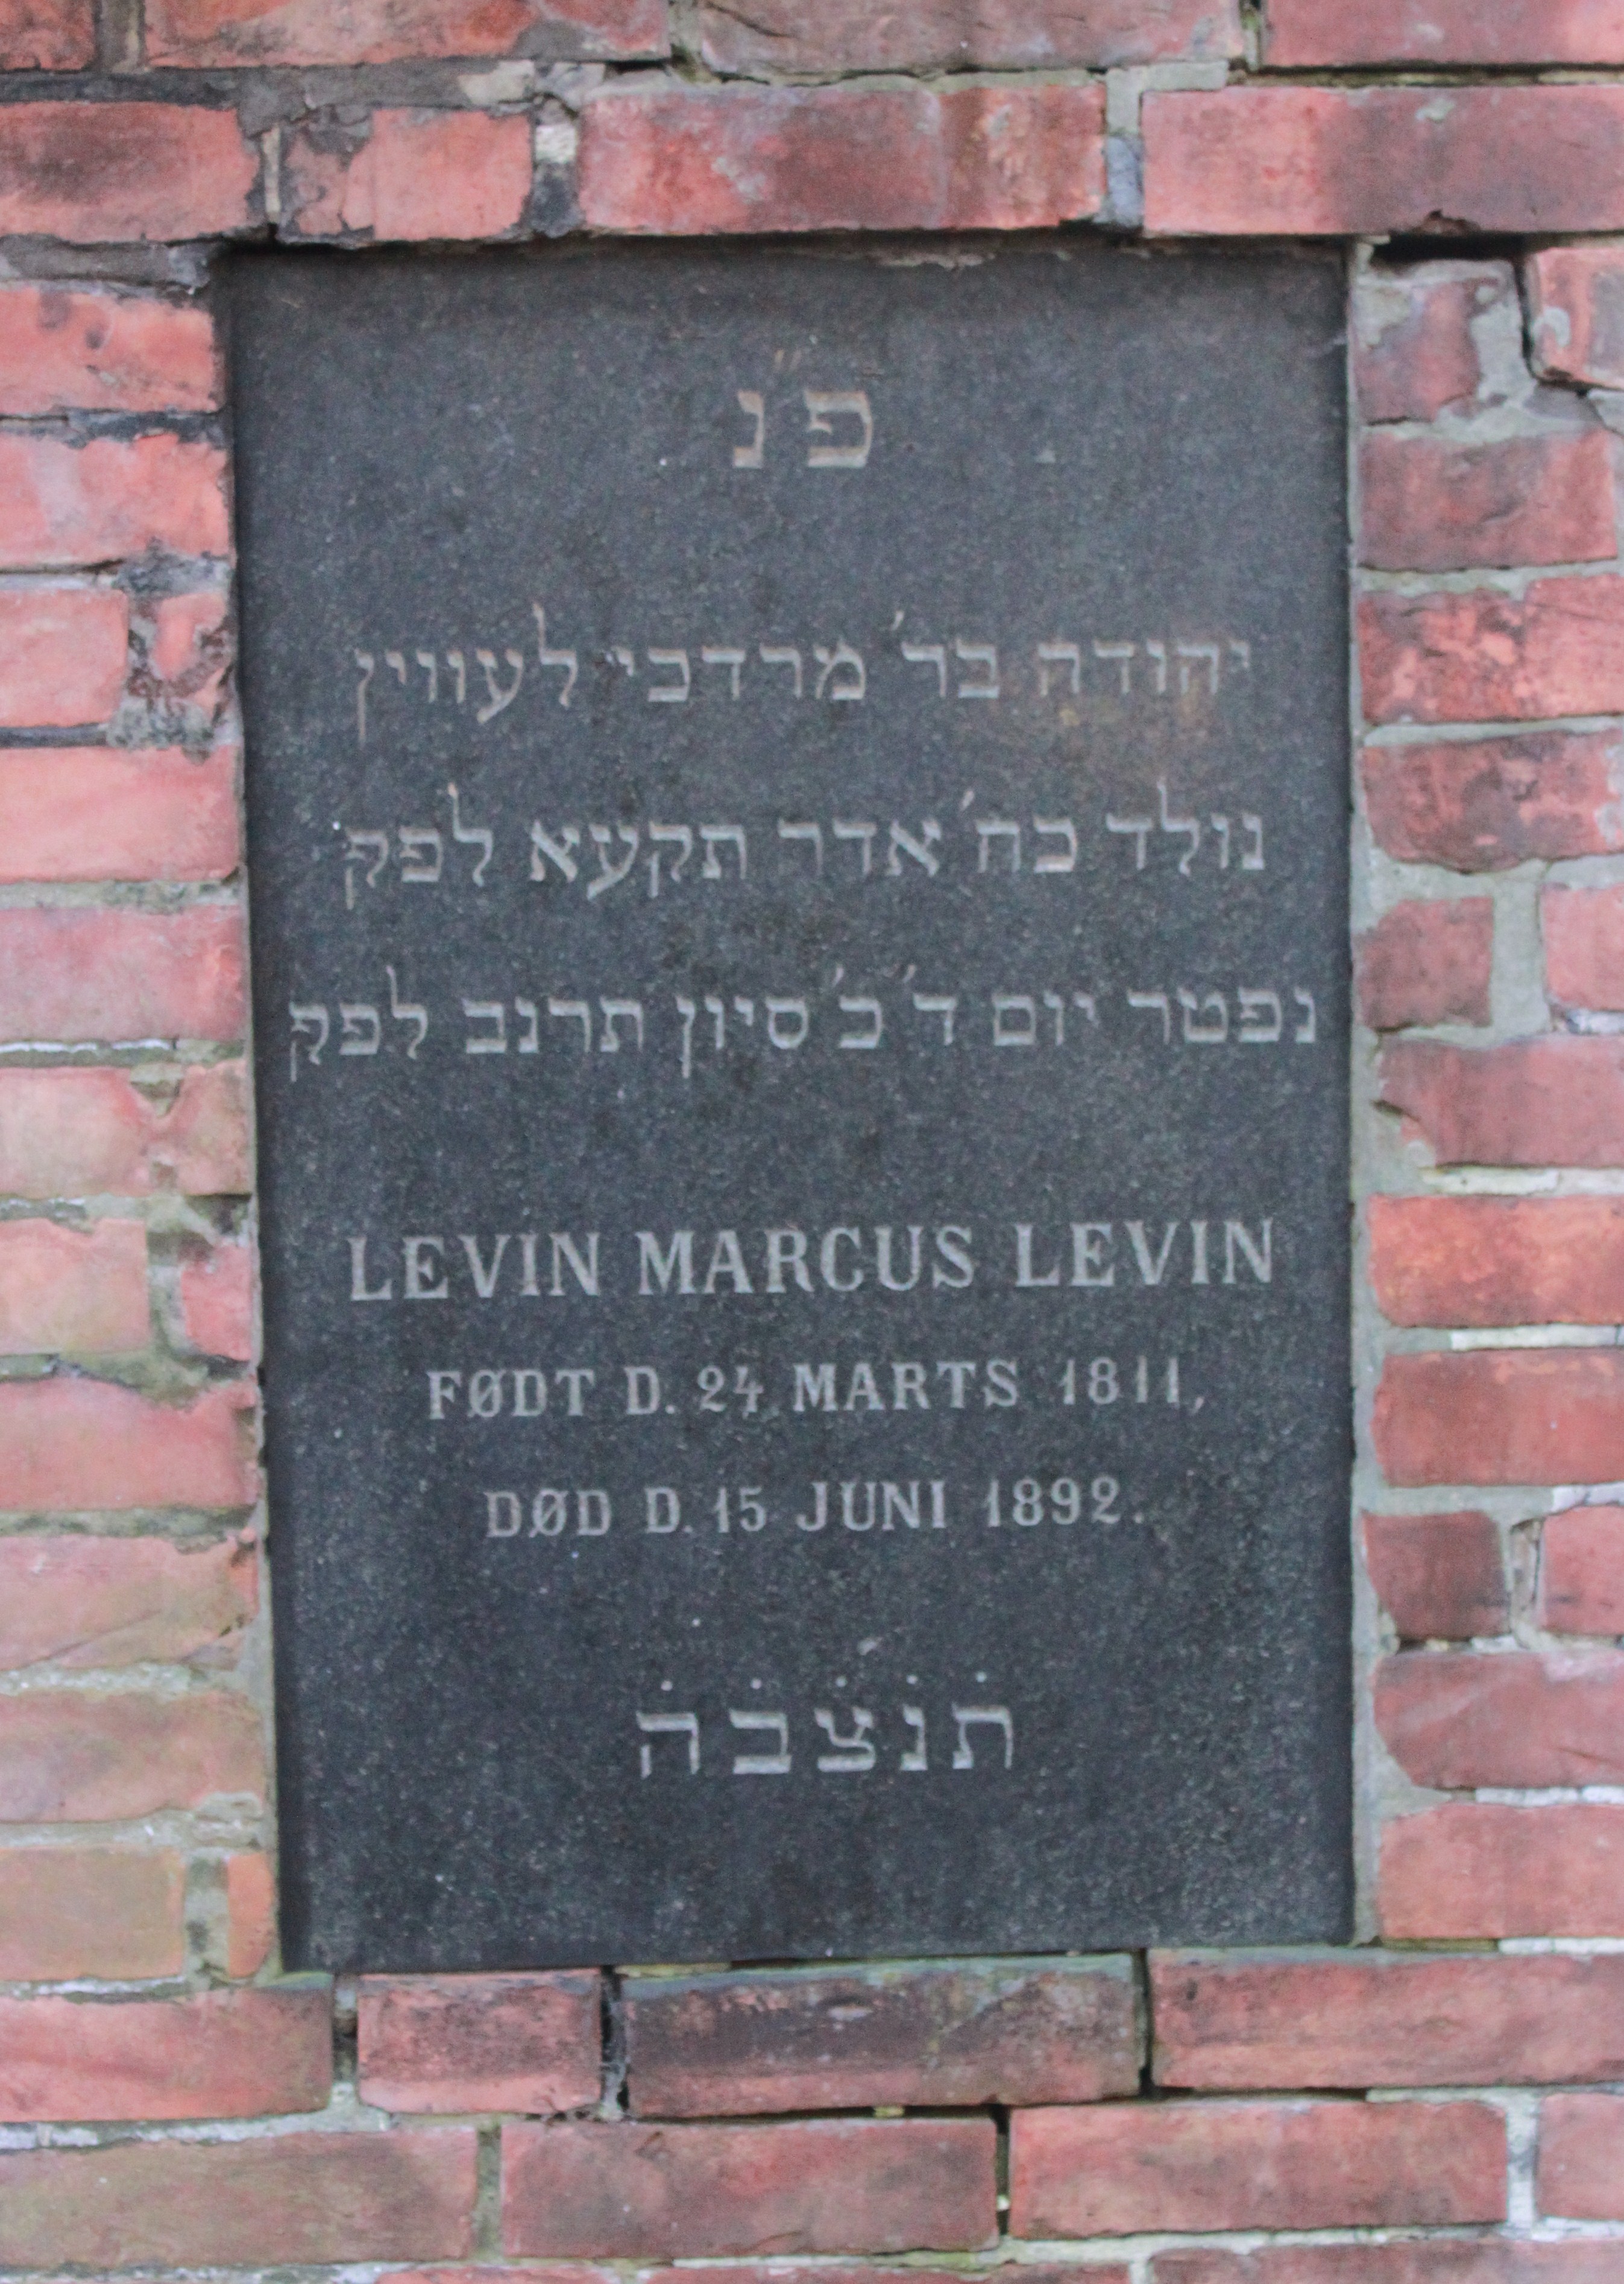 פ״נ
יהודה בר׳ מרדכי לעווין
נולד כח׳ אדר תקעא לפק
נפטר יום ד׳ כ׳ סיון תרנב לפק
LEVIN MARCUS LEVIN
FØDT D. 24 MARTS 1811,
DØD D. 15 JUNI 1892.
תׄנׄצׄבׄהׄ